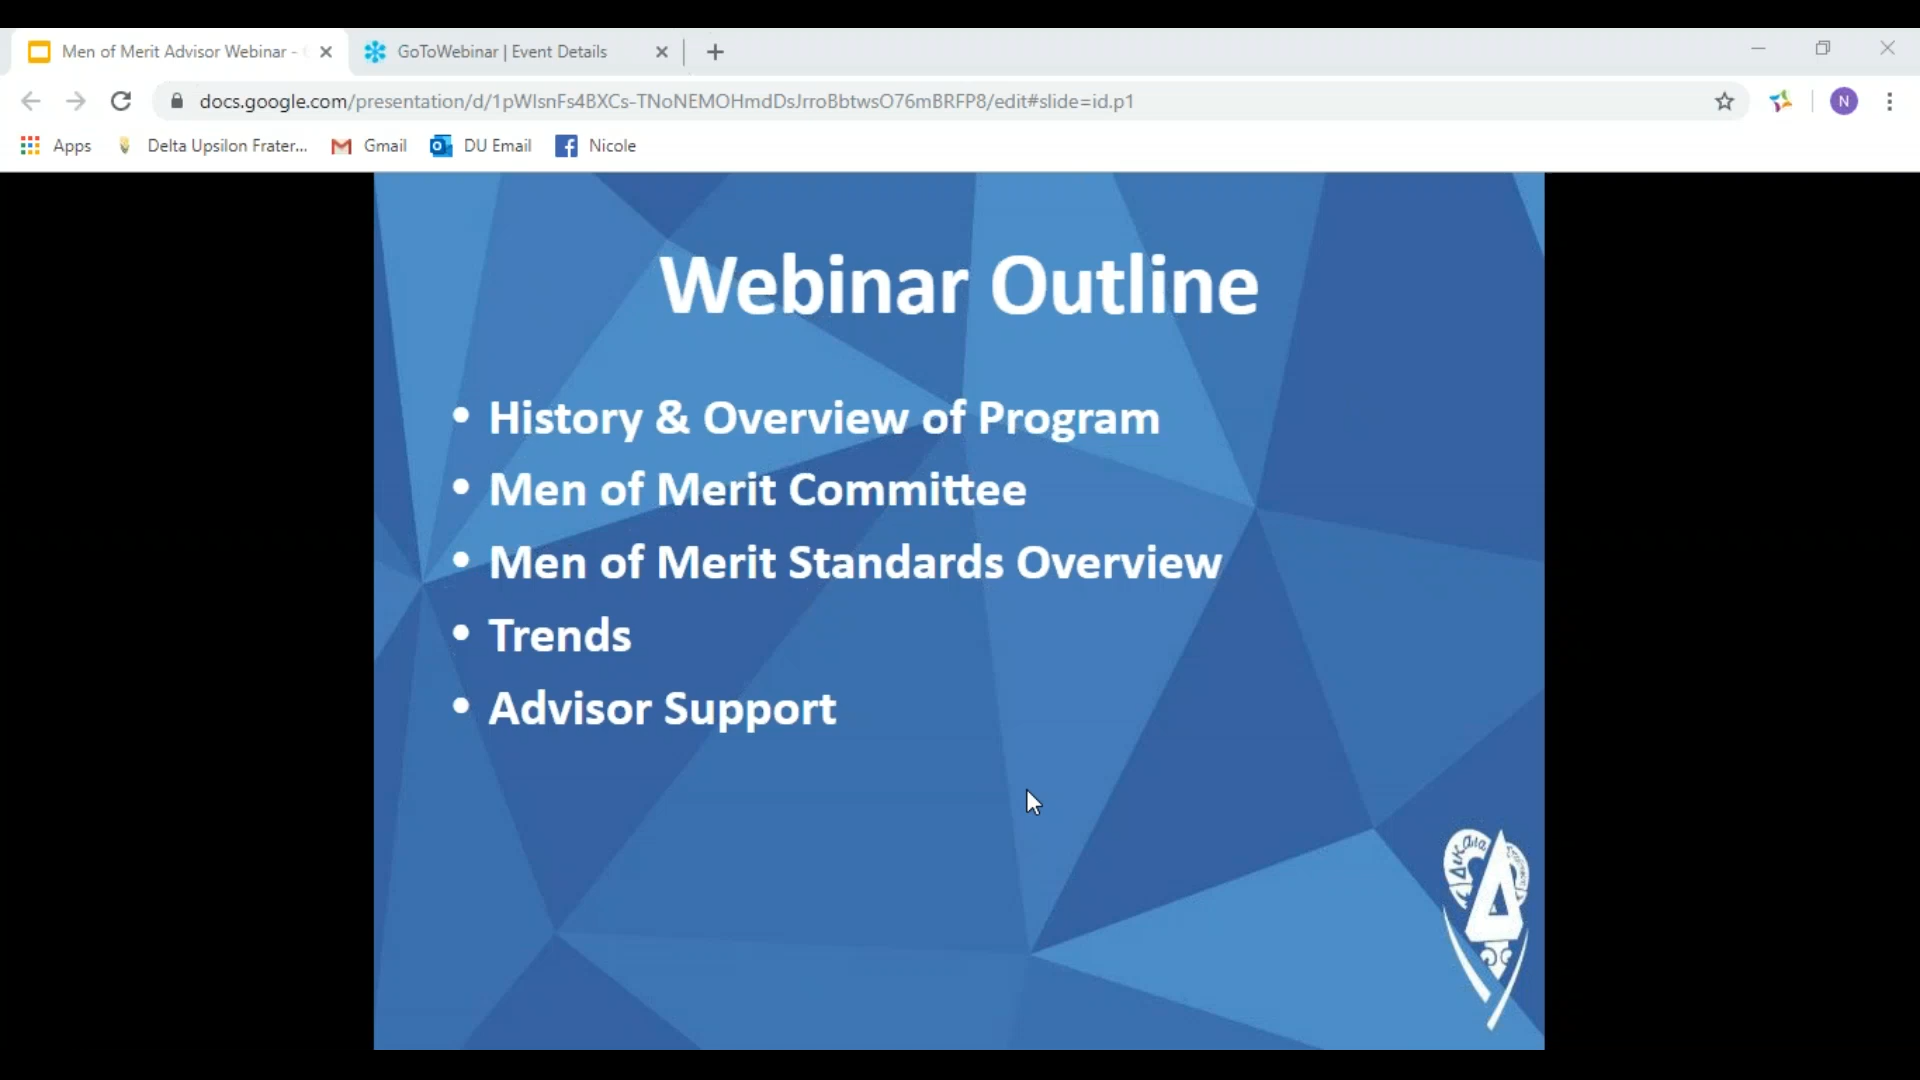 Men of Merit Advisor Webinar -
GoToWebinar | Event Details
docs.google.com/presentation/d/1pWIsnFs4BXCs-TNoNEMOHmdDsJrroBbtwsO76mBRFP8/edit#slide=id.p1
N
Apps
Delta Upsilon Frater...
Gmail
DU Email
Nicole
Webinar Outline
• History & Overview of Program
• Men of Merit Committee
• Men of Merit Standards Overview
• Trends
• Advisor Support
Δικαια